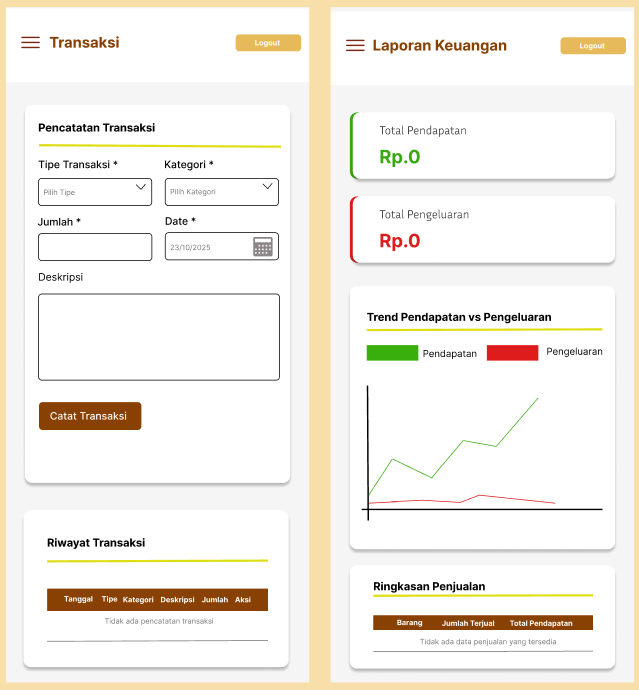 Transaksi
Logout
Pencatatan Transaksi
Tipe Transaksi *
Kategori *
Pilih Tipe
Pilih Kategori
Jumlah *
Date *
23/10/2025
Deskripsi
Catat Transaksi
Riwayat Transaksi
Tanggal Tipe Kategori Deskripsi Jumlah Aksi
Tidak ada pencatatan transaksi
Laporan Keuangan
Logout
Total Pendapatan
Rp.0
Total Pengeluaran
Rp.0
Trend Pendapatan vs Pengeluaran
Pendapatan
Pengeluaran
Ringkasan Penjualan
Barang Jumlah Terjual Total Pendapatan
Tidak ada data penjualan yang tersedia